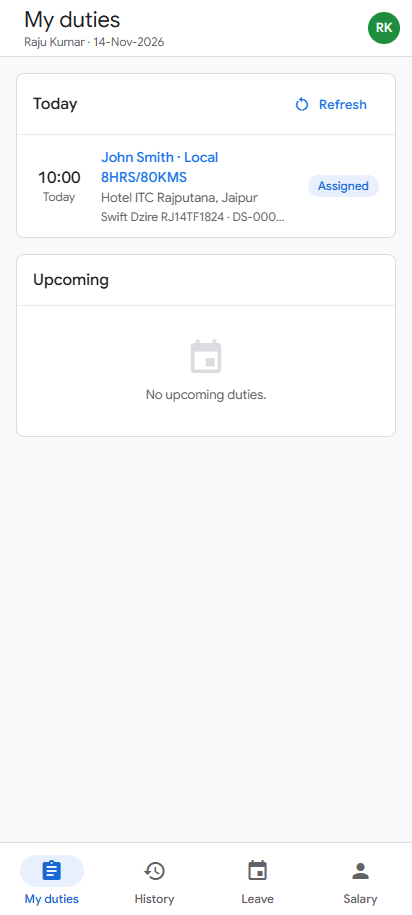 My duties
Raju Kumar · 14-Nov-2026
RK
Today
Refresh
10:00
Today
John Smith · Local
8HRS/80KMS
Hotel ITC Rajputana, Jaipur
Swift Dzire RJ14TF1824 · DS-000...
Assigned
Upcoming
No upcoming duties.
My duties
History
Leave
Salary